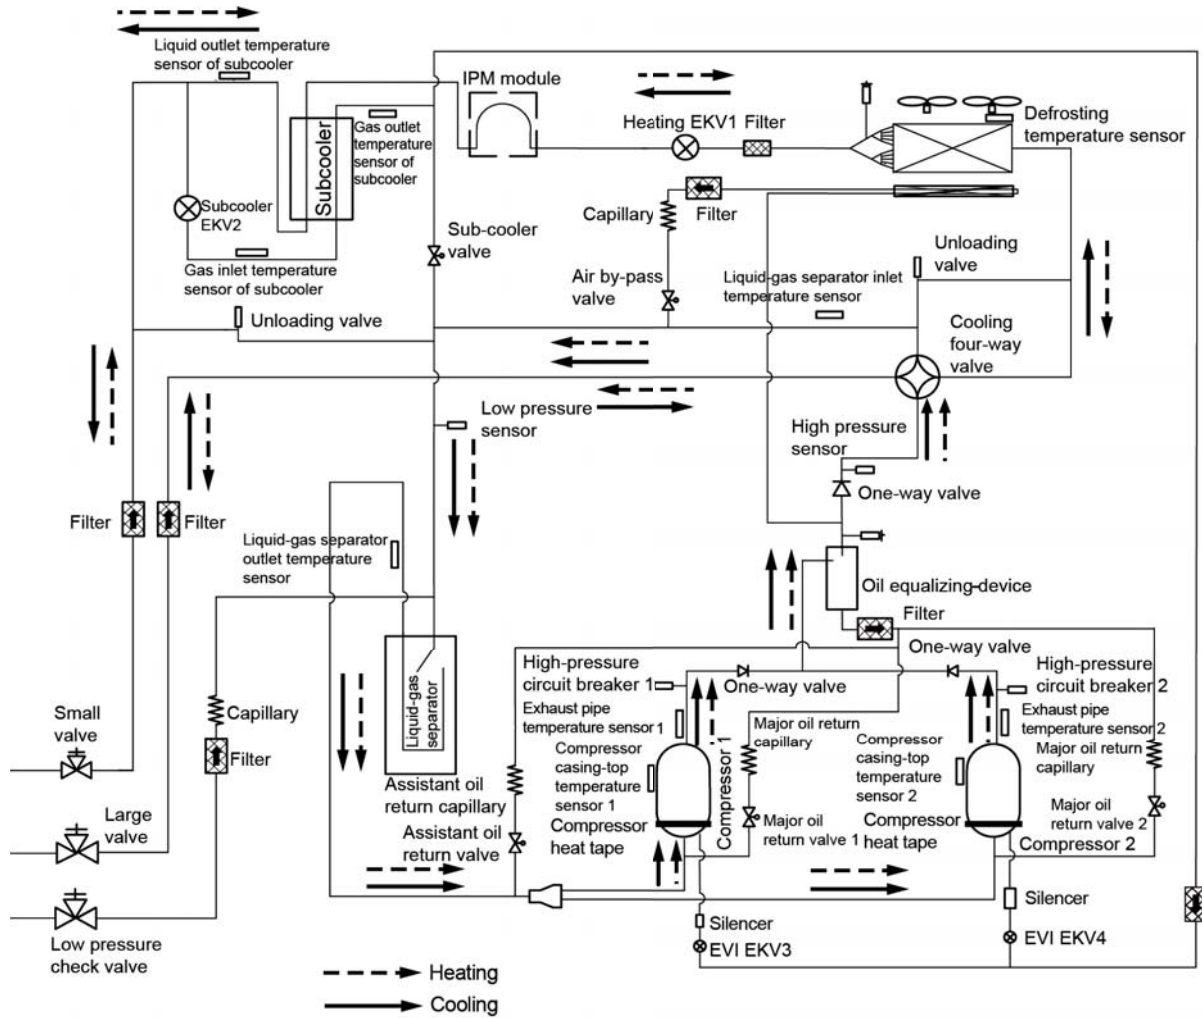 Liquid outlet temperature
sensor of subcooler
IPM module
Heating EKV1
Filter
Defrosting
temperature sensor
Subcooler
Gas outlet
temperature
sensor of
subcooler
Subcooler
EKV2
Gas inlet temperature
sensor of subcooler
Sub-cooler
valve
Capillary
Filter
Air by-pass
valve
Liquid-gas separator inlet
temperature sensor
Unloading
valve
Unloading valve
Cooling
four-way
valve
Low pressure
sensor
High pressure
sensor
One-way valve
Filter
Filter
Liquid-gas separator
outlet temperature
sensor
Oil equalizing-device
Filter
One-way valve
High-pressure
circuit breaker 1
One-way valve
High-pressure
circuit breaker 2
Liquid-gas
separator
Small
valve
Capillary
Filter
Exhaust pipe
temperature sensor 1
Compressor
casing-top
temperature
sensor 1
Compressor 1
Major oil return
capillary
Compressor
casing-top
temperature
sensor 2
Exhaust pipe
temperature sensor 2
Major oil return
capillary
Assistant oil
return capillary
Assistant oil
return valve
Compressor
heat tape
Major oil
return valve 1
Compressor
heat tape
Major oil
return valve 2
Compressor 2
Large
valve
Low pressure
check valve
Silencer
EVI EKV3
Silencer
EVI EKV4
Heating
Cooling